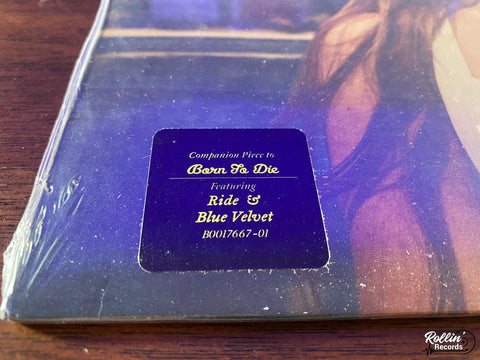 Companion Piece to
Born To Die
Featuring
Ride &
Blue Velvet
B0017667-01
Rollin'
Records